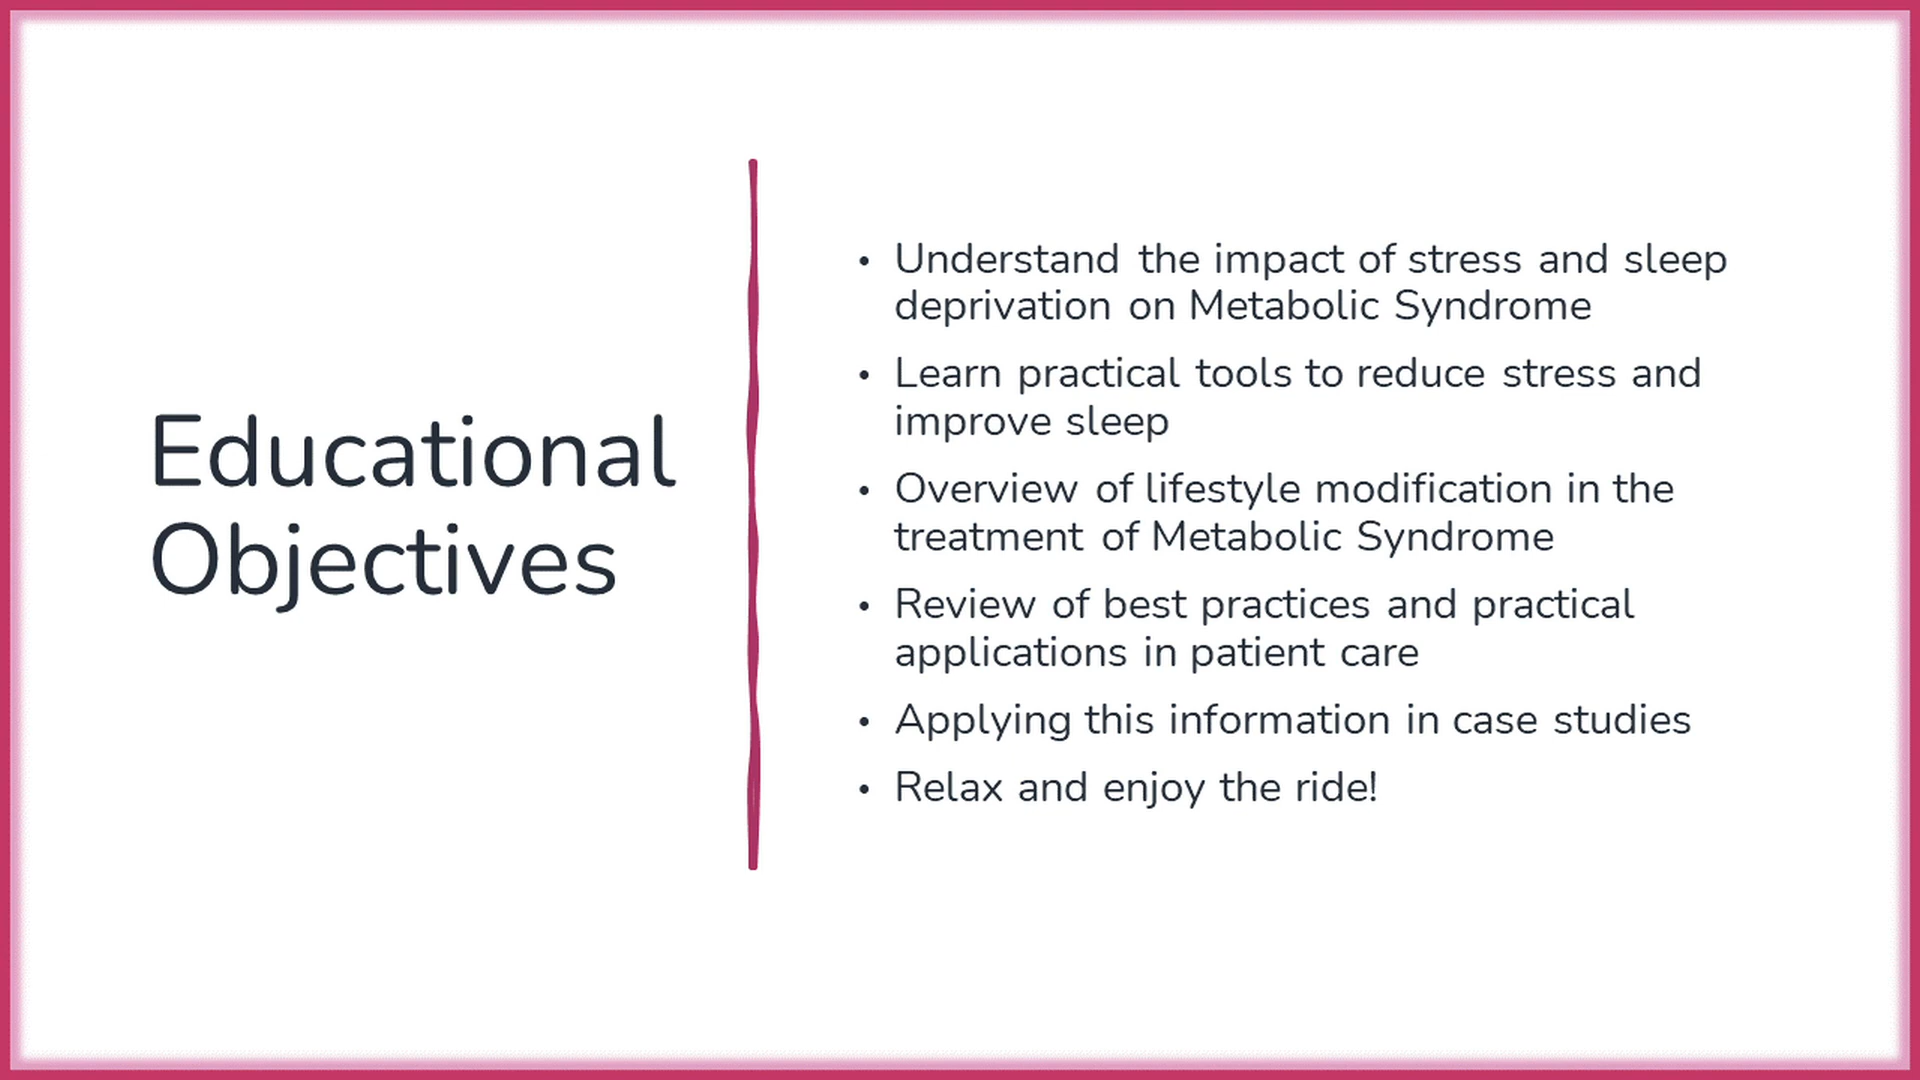 Educational
Objectives
• Understand the impact of stress and sleep
deprivation on Metabolic Syndrome
• Learn practical tools to reduce stress and
improve sleep
• Overview of lifestyle modification in the
treatment of Metabolic Syndrome
• Review of best practices and practical
applications in patient care
• Applying this information in case studies
• Relax and enjoy the ride!